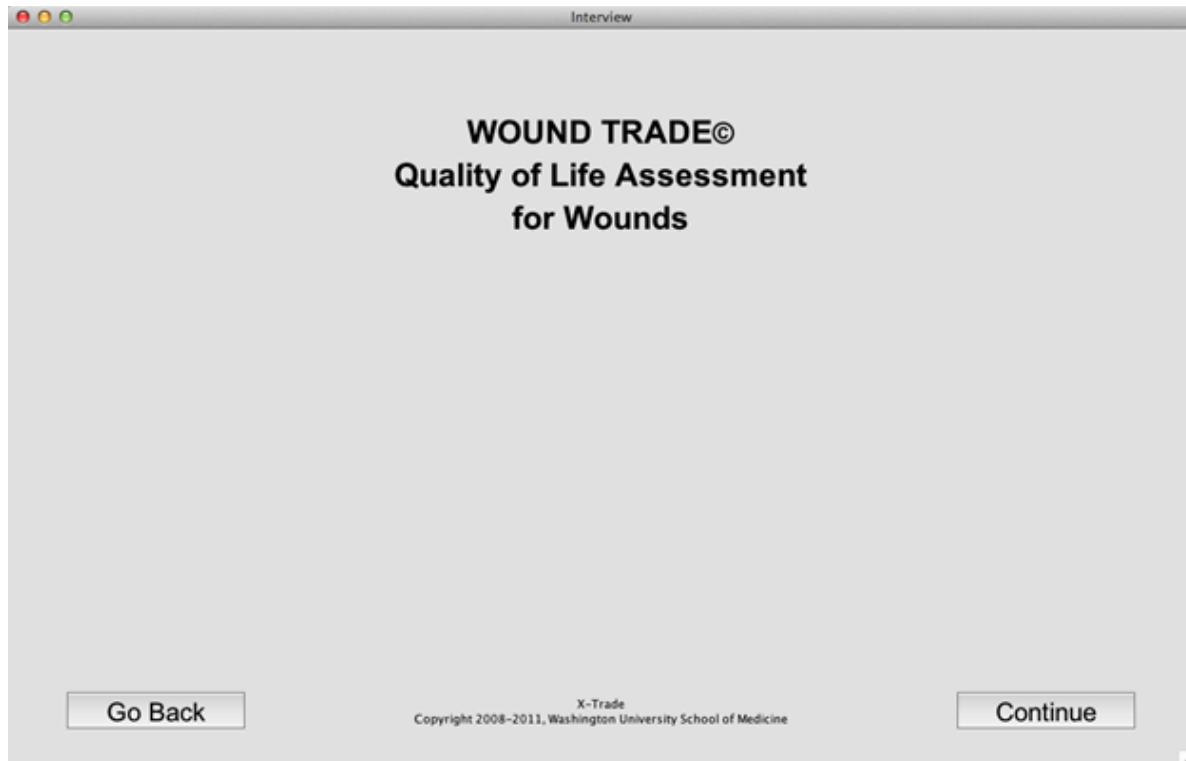 Interview
WOUND TRADE©
Quality of Life Assessment
for Wounds
Go Back
X-Trade
Copyright 2008-2011, Washington University School of Medicine
Continue